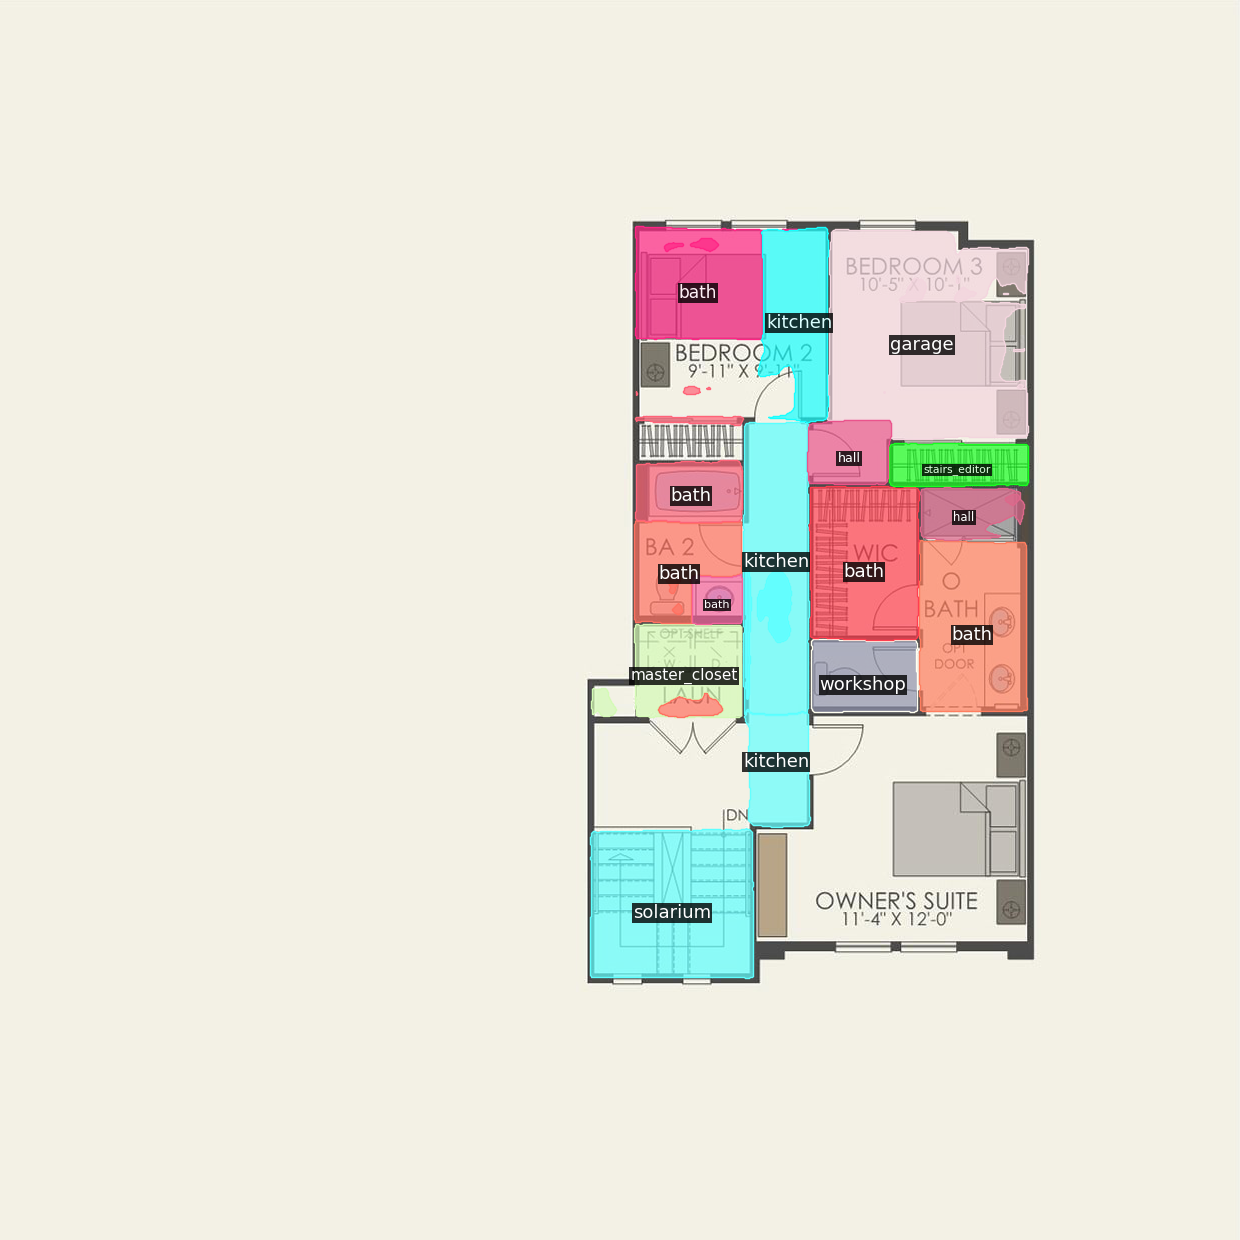 BEDROOM 3
10'-5" X 10'-1"
bath
kitchen
garage
BEDROOM 2
9'-11" X 9'-11"
hall
stairs_editor
bath
hall
BA 2
WIC
kitchen
bath
bath
bath
BATH
bath
OPT SHELF
OPT
DOOR
master_closet
workshop
LAUN
kitchen
DN
OWNER'S SUITE
11'-4" X 12'-0"
solarium